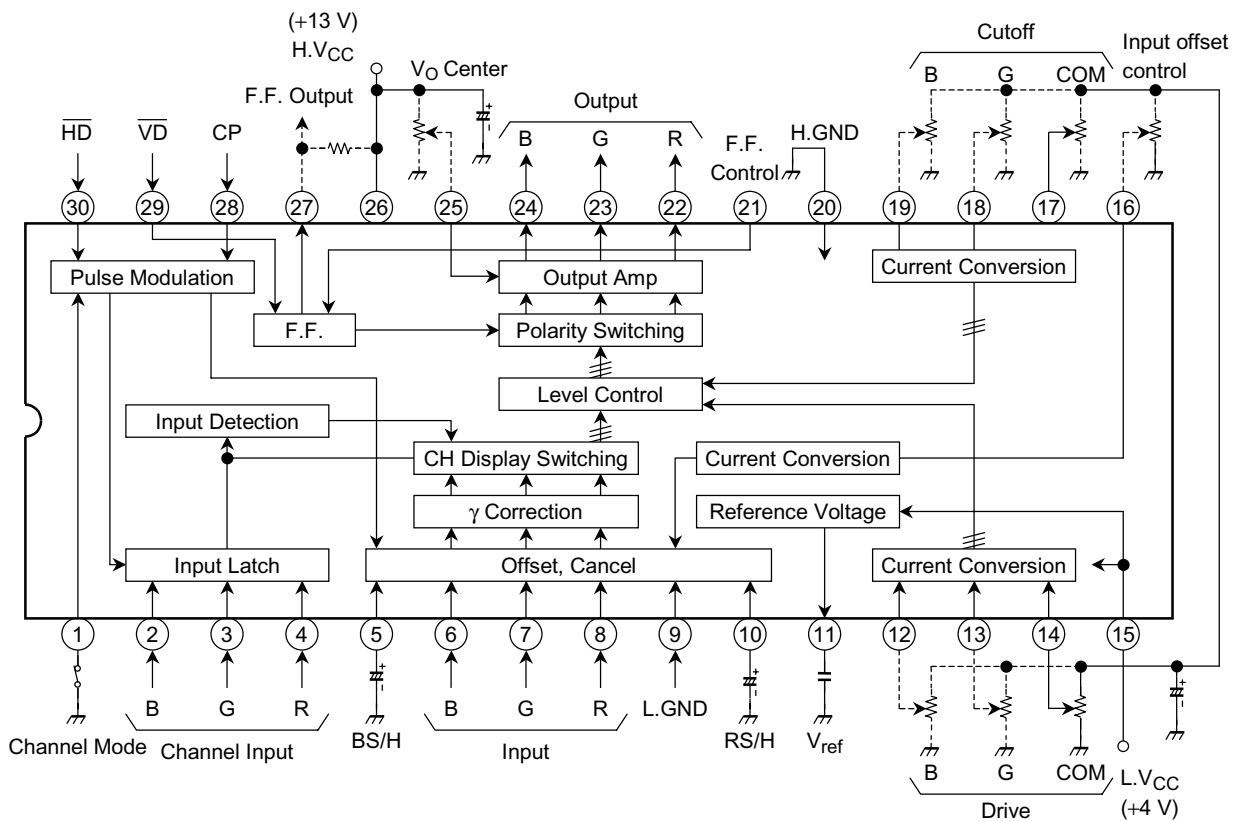 (+13 V)
H.VCC
VO Center
F.F. Output
Output
Cutoff
B G COM
Input offset
control
HD VD CP
B G R
F.F.
Control
H.GND
30 29 28 27 26 25 24 23 22 21 20 19 18 17 16
Pulse Modulation
Output Amp
Current Conversion
F.F.
Polarity Switching
Level Control
Input Detection
CH Display Switching
Current Conversion
γ Correction
Reference Voltage
Input Latch
Offset, Cancel
Current Conversion
1 2 3 4 5 6 7 8 9 10 11 12 13 14 15
Channel Mode
B G R
Channel Input
BS/H
B G R
Input
L.GND
RS/H
Vref
B G COM
Drive
L.VCC
(+4 V)